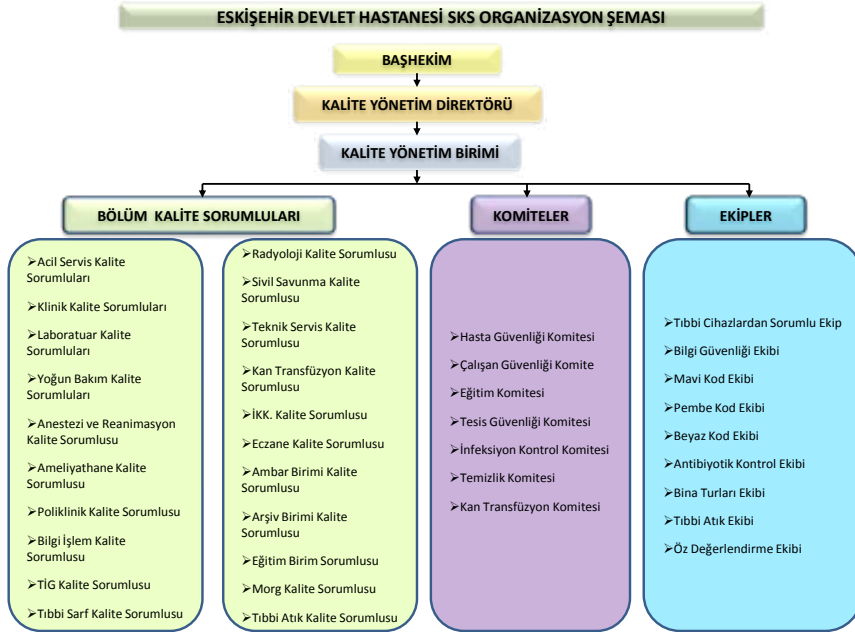 ESKİŞEHİR DEVLET HASTANESİ SKS ORGANİZASYON ŞEMASI
BAŞHEKİM
KALİTE YÖNETİM DİREKTÖRÜ
KALİTE YÖNETİM BİRİMİ
BÖLÜM KALİTE SORUMLULARI
➢Acil Servis Kalite
Sorumluları
➢Klinik Kalite Sorumluları
➢Laboratuar Kalite
Sorumluları
➢Yoğun Bakım Kalite
Sorumluları
➢Anestezi ve Reanimasyon
Kalite Sorumlusu
➢Ameliyathane Kalite
Sorumlusu
➢Poliklinik Kalite Sorumlusu
➢Bilgi İşlem Kalite
Sorumlusu
➢TİG Kalite Sorumlusu
➢Tıbbi Sarf Kalite Sorumlusu
➢Radyoloji Kalite Sorumlusu
➢Sivil Savunma Kalite
Sorumlusu
➢Teknik Servis Kalite
Sorumlusu
➢Kan Transfüzyon Kalite
Sorumlusu
➢İKK. Kalite Sorumlusu
➢Eczane Kalite Sorumlusu
➢Ambar Birimi Kalite
Sorumlusu
➢Arşiv Birimi Kalite
Sorumlusu
➢Eğitim Birim Sorumlusu
➢Morg Kalite Sorumlusu
➢Tıbbi Atık Kalite Sorumlusu
KOMİTELER
➢Hasta Güvenliği Komitesi
➢Çalışan Güvenliği Komite
➢Eğitim Komitesi
➢Tesis Güvenliği Komitesi
➢İnfeksiyon Kontrol Komitesi
➢Temizlik Komitesi
➢Kan Transfüzyon Komitesi
EKİPLER
➢Tıbbi Cihazlardan Sorumlu Ekip
➢Bilgi Güvenliği Ekibi
➢Mavi Kod Ekibi
➢Pembe Kod Ekibi
➢Beyaz Kod Ekibi
➢Antibiyotik Kontrol Ekibi
➢Bina Turları Ekibi
➢Tıbbi Atık Ekibi
➢Öz Değerlendirme Ekibi